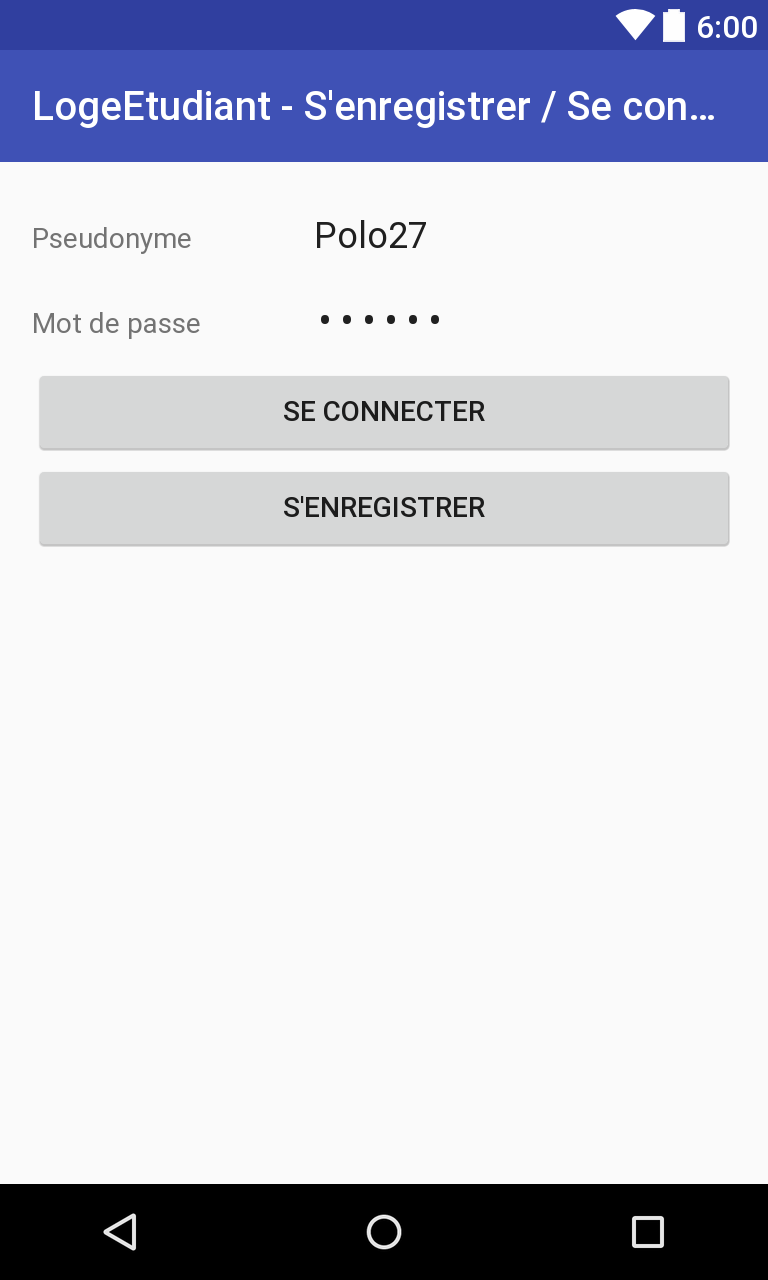 6:00
LogeEtudiant - S'enregistrer / Se con…
Pseudonyme Polo27
Mot de passe ••••••
SE CONNECTER
S'ENREGISTRER